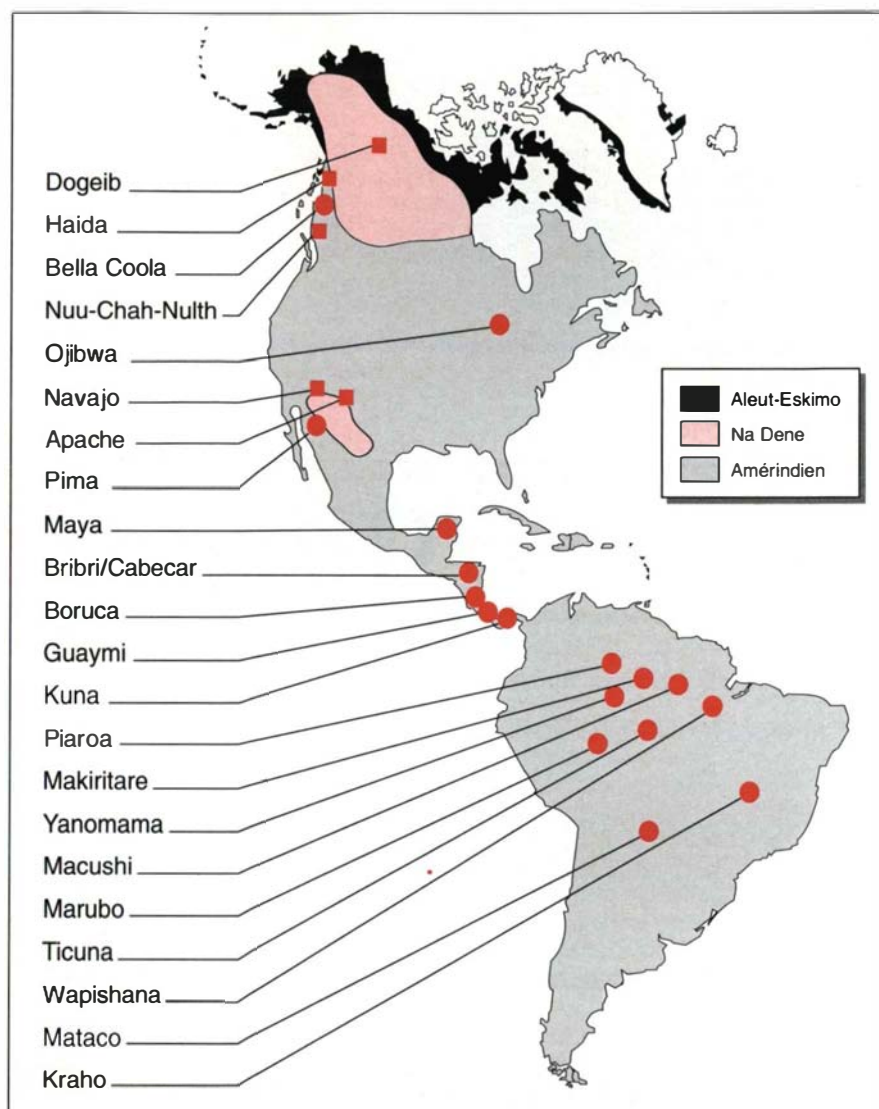 Dogeib
Haida
Bella Coola
Nuu-Chah-Nulth
Ojibwa
Navajo
Apache
Pima
Maya
Bribri/Cabecar
Boruca
Guaymi
Kuna
Piaroa
Makiritare
Yanomama
Macushi
Marubo
Ticuna
Wapishana
Mataco
Kraho
Aleut-Eskimo
Na Dene
Amérindien